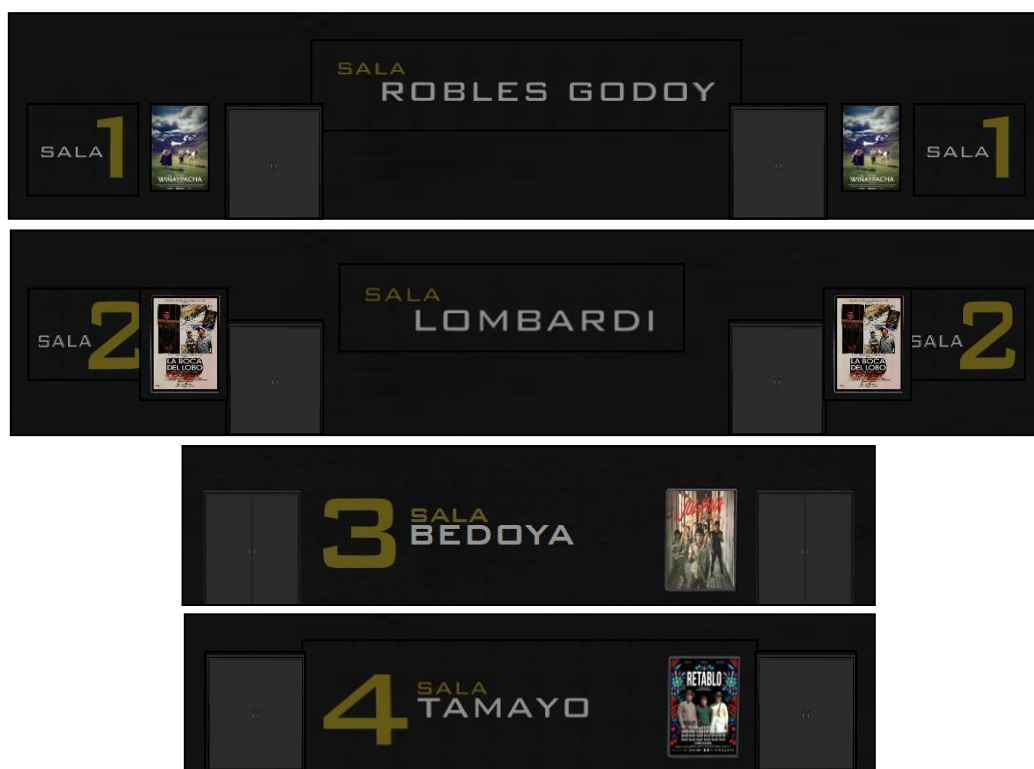 SALA
ROBLES GODOY
SALA 1
WIÑAYPACHA
SALA 1
WIÑAYPACHA
SALA
LOMBARDI
SALA 2
LA BOCA
DEL LOBO
SALA 2
LA BOCA
DEL LOBO
3 SALA
BEDOYA
Juliana
4 SALA
TAMAYO
RETABLO